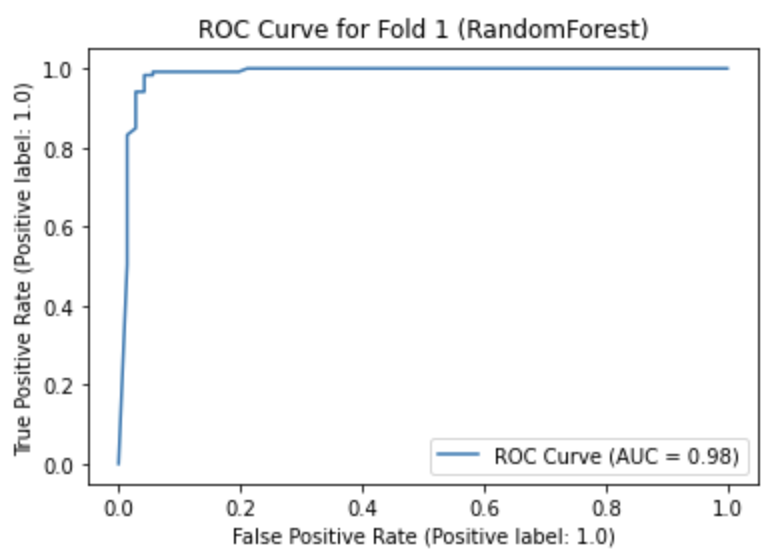 ROC Curve for Fold 1 (RandomForest)
True Positive Rate (Positive label: 1.0)
1.0
0.8
0.6
0.4
0.2
0.0
ROC Curve (AUC = 0.98)
0.0 0.2 0.4 0.6 0.8 1.0
False Positive Rate (Positive label: 1.0)